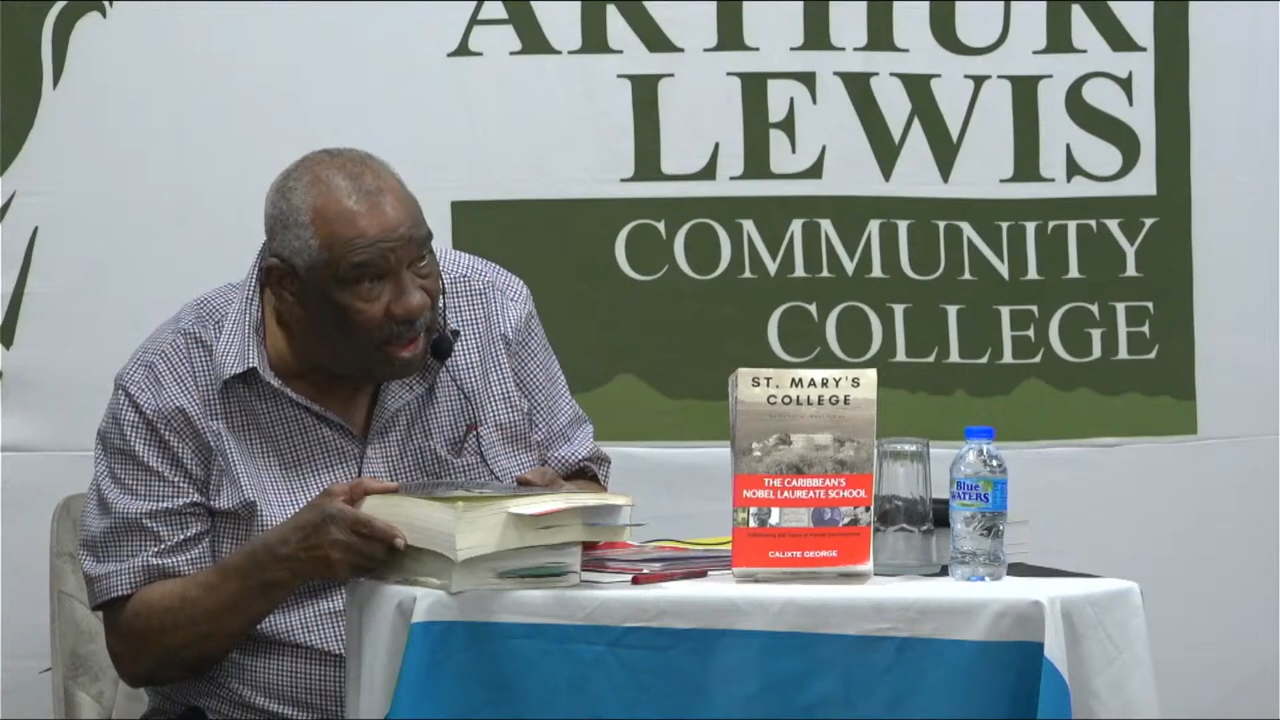 ARTHUR
LEWIS
COMMUNITY
COLLEGE
ST. MARY'S
COLLEGE
THE CARIBBEAN'S
NOBEL LAUREATE SCHOOL
CALIXTE GEORGE
Blue
WATERS